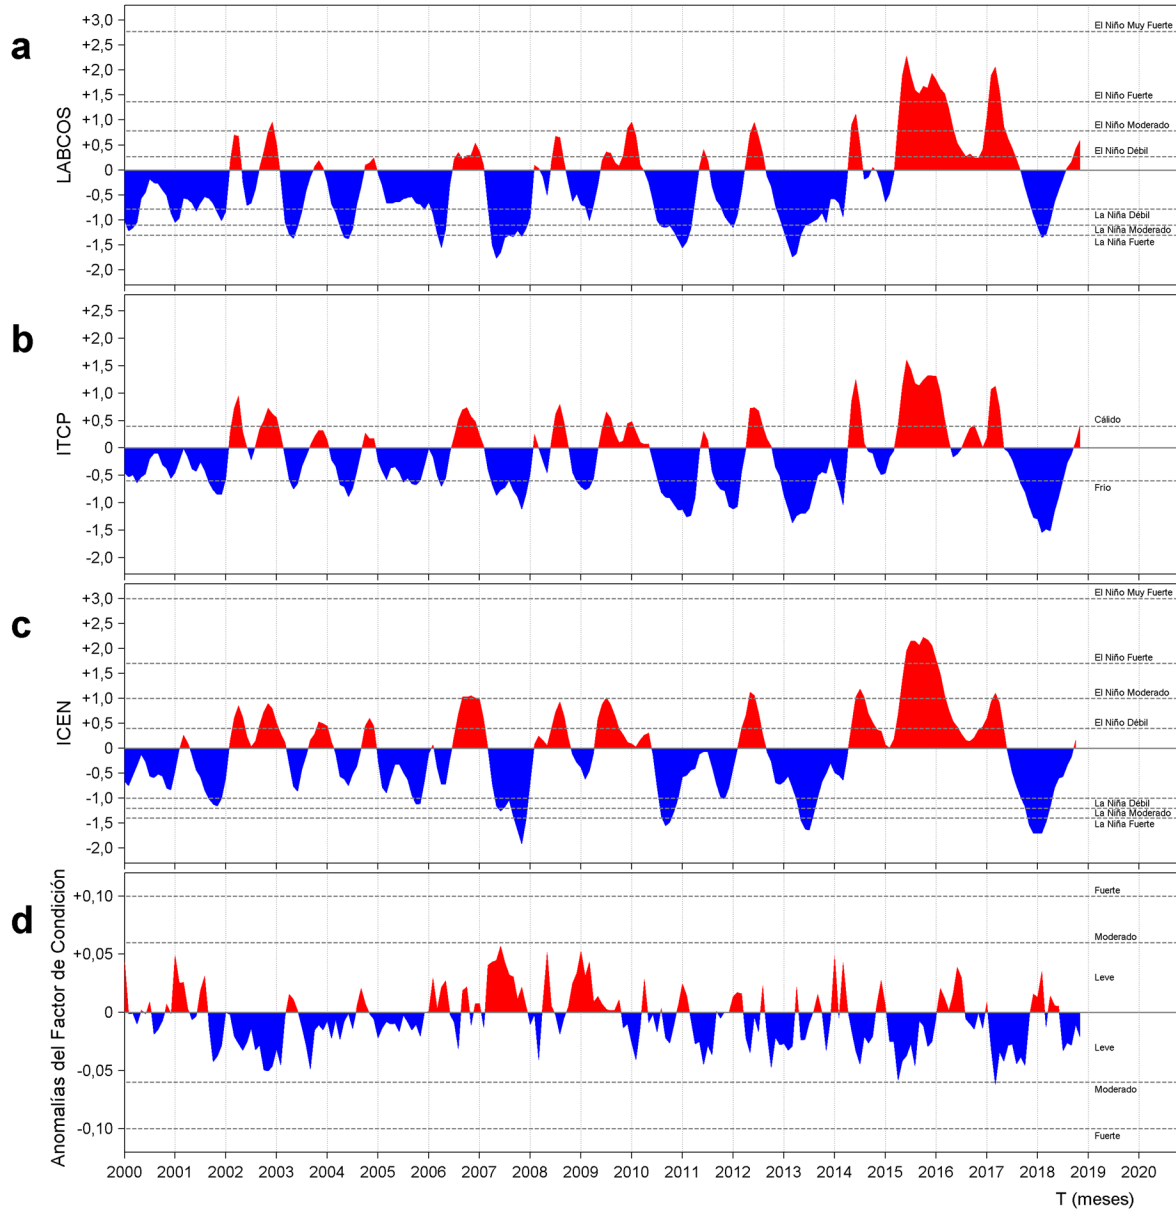 a
LABCOS
+3,0
+2,5
+2,0
+1,5
+1,0
+0,5
0
-0,5
-1,0
-1,5
-2,0
El Niño Muy Fuerte
El Niño Fuerte
El Niño Moderado
El Niño Débil
La Niña Débil
La Niña Moderado
La Niña Fuerte
b
ITCP
+2,5
+2,0
+1,5
+1,0
+0,5
0
-0,5
-1,0
-1,5
-2,0
Cálido
Frío
c
ICEN
+3,0
+2,5
+2,0
+1,5
+1,0
+0,5
0
-0,5
-1,0
-1,5
-2,0
El Niño Muy Fuerte
El Niño Fuerte
El Niño Moderado
El Niño Débil
La Niña Débil
La Niña Moderado
La Niña Fuerte
d
Anomalías del Factor de Condición
+0,10
+0,05
0
-0,05
-0,10
Fuerte
Moderado
Leve
Leve
Moderado
Fuerte
2000 2001 2002 2003 2004 2005 2006 2007 2008 2009 2010 2011 2012 2013 2014 2015 2016 2017 2018 2019 2020
T (meses)